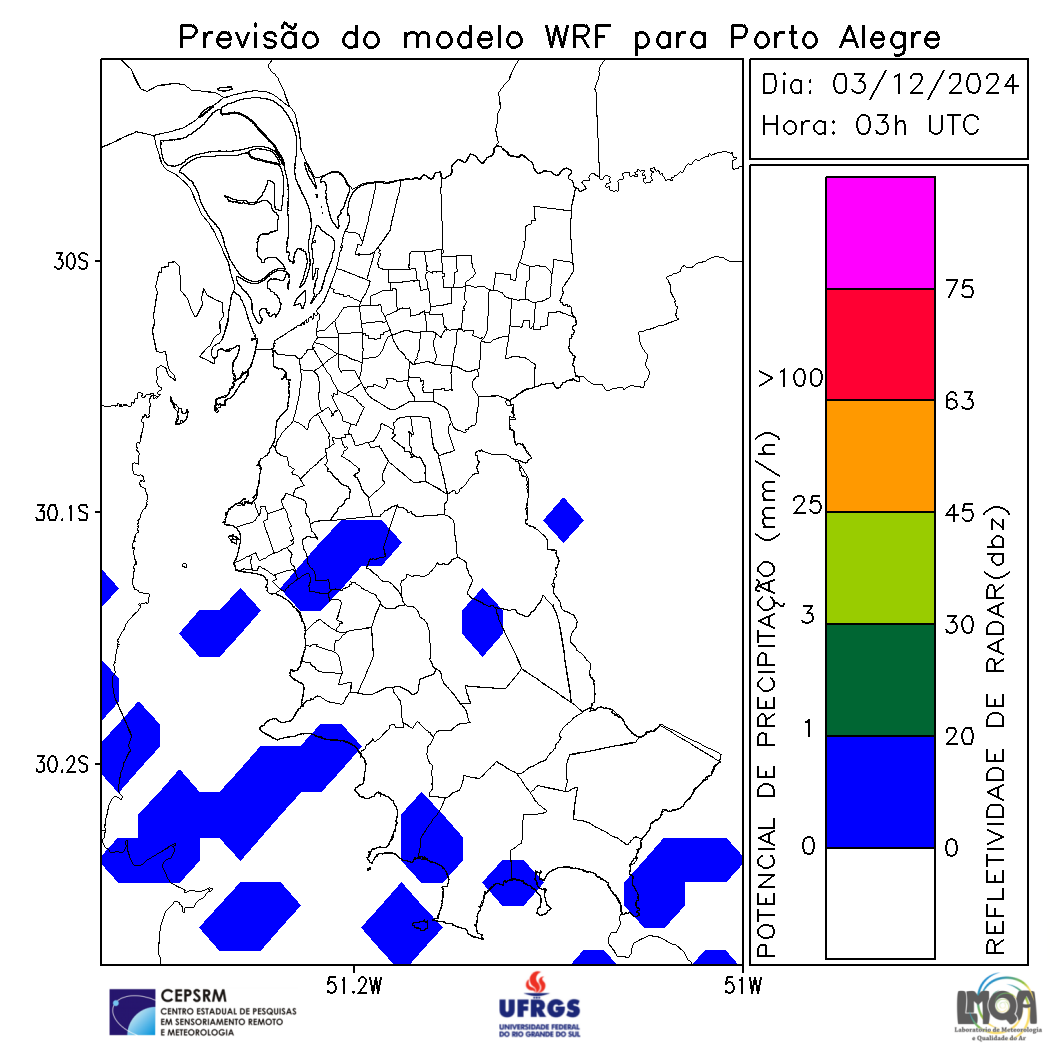 Previsão do modelo WRF para Porto Alegre
Dia: 03/12/2024
Hora: 03h UTC
30S
30.1S
30.2S
51.2W
51W
POTENCIAL DE PRECIPITAÇÃO (mm/h)
>100
25
3
1
0
75
63
45
30
20
0
REFLETIVIDADE DE RADAR(dbz)
CEPSRM
CENTRO ESTADUAL DE PESQUISAS
EM SENSORIAMENTO REMOTO
E METEOROLOGIA
UFRGS
UNIVERSIDADE FEDERAL
DO RIO GRANDE DO SUL
LMQA
Laboratório de Meteorologia
e Qualidade do Ar